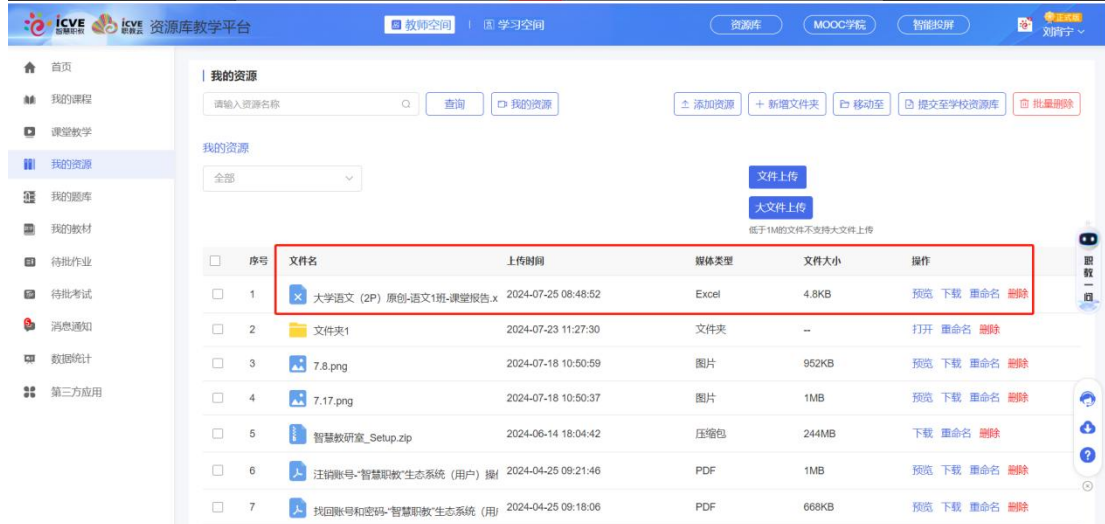 icve 智慧职教 icve 职教云 资源库教学平台 教师空间 | 学习空间 资源库 MOOC学院 智能投屏 正式版
刘肖宁
首页
我的课程
课堂教学
我的资源
我的题库
我的教材
待批作业
待批考试
消息通知
数据统计
第三方应用
我的资源
请输入资源名称 查询 我的资源 添加资源 新增文件夹 移动至 提交至学校资源库 批量删除
我的资源
全部
文件上传
大文件上传
低于1M的文件不支持大文件上传
序号 文件名 上传时间 媒体类型 文件大小 操作
1 大学语文（2P）原创-语文1班-课堂报告.x 2024-07-25 08:48:52 Excel 4.8KB 预览 下载 重命名 删除
2 文件夹1 2024-07-23 11:27:30 文件夹 -- 打开 重命名 删除
3 7.8.png 2024-07-18 10:50:59 图片 952KB 预览 下载 重命名 删除
4 7.17.png 2024-07-18 10:50:37 图片 1MB 预览 下载 重命名 删除
5 智慧教研室_Setup.zip 2024-06-14 18:04:42 压缩包 244MB 下载 重命名 删除
6 注销账号-“智慧职教”生态系统（用户）操作 2024-04-25 09:21:46 PDF 1MB 预览 下载 重命名 删除
7 找回账号和密码-“智慧职教”生态系统（用户 2024-04-25 09:18:06 PDF 668KB 预览 下载 重命名 删除
职教一问